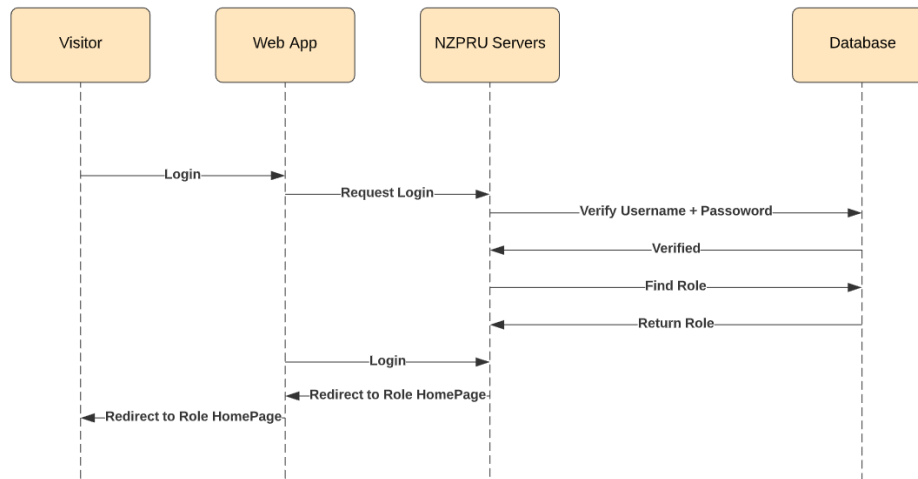 Visitor
Web App
NZPRU Servers
Database
Login
Request Login
Verify Username + Passoword
Verified
Find Role
Return Role
Login
Redirect to Role HomePage
Redirect to Role HomePage